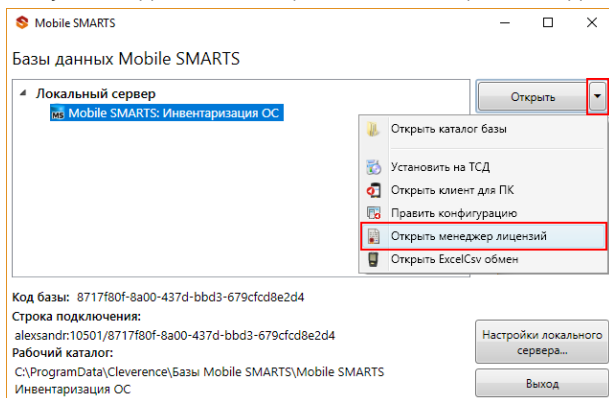 Mobile SMARTS
Базы данных Mobile SMARTS
Локальный сервер
Mobile SMARTS: Инвентаризация ОС
Открыть
Открыть каталог базы
Установить на ТСД
Открыть клиент для ПК
Править конфигурацию
Открыть менеджер лицензий
Открыть ExcelCsv обмен
Код базы: 8717f80f-8a00-437d-bbd3-679cfcd8e2d4
Строка подключения:
alexsandr:10501/8717f80f-8a00-437d-bbd3-679cfcd8e2d4
Рабочий каталог:
C:\ProgramData\Cleverence\Базы Mobile SMARTS\Mobile SMARTS
Инвентаризация ОС
Настройки локального
сервера...
Выход